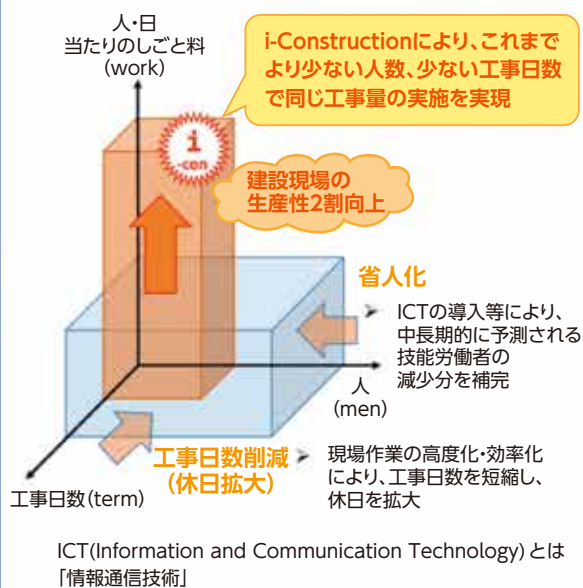 人・日
当たりのしごと料
(work)
i-Constructionにより、これまで
より少ない人数、少ない工事日数
で同じ工事量の実施を実現
i
-con
建設現場の
生産性2割向上
省人化
➤ ICTの導入等により、
中長期的に予測される
技能労働者の
減少分を補完
人
(men)
工事日数削減
(休日拡大)
➤ 現場作業の高度化・効率化
により、工事日数を短縮し、
休日を拡大
工事日数(term)
ICT(Information and Communication Technology) とは
「情報通信技術」